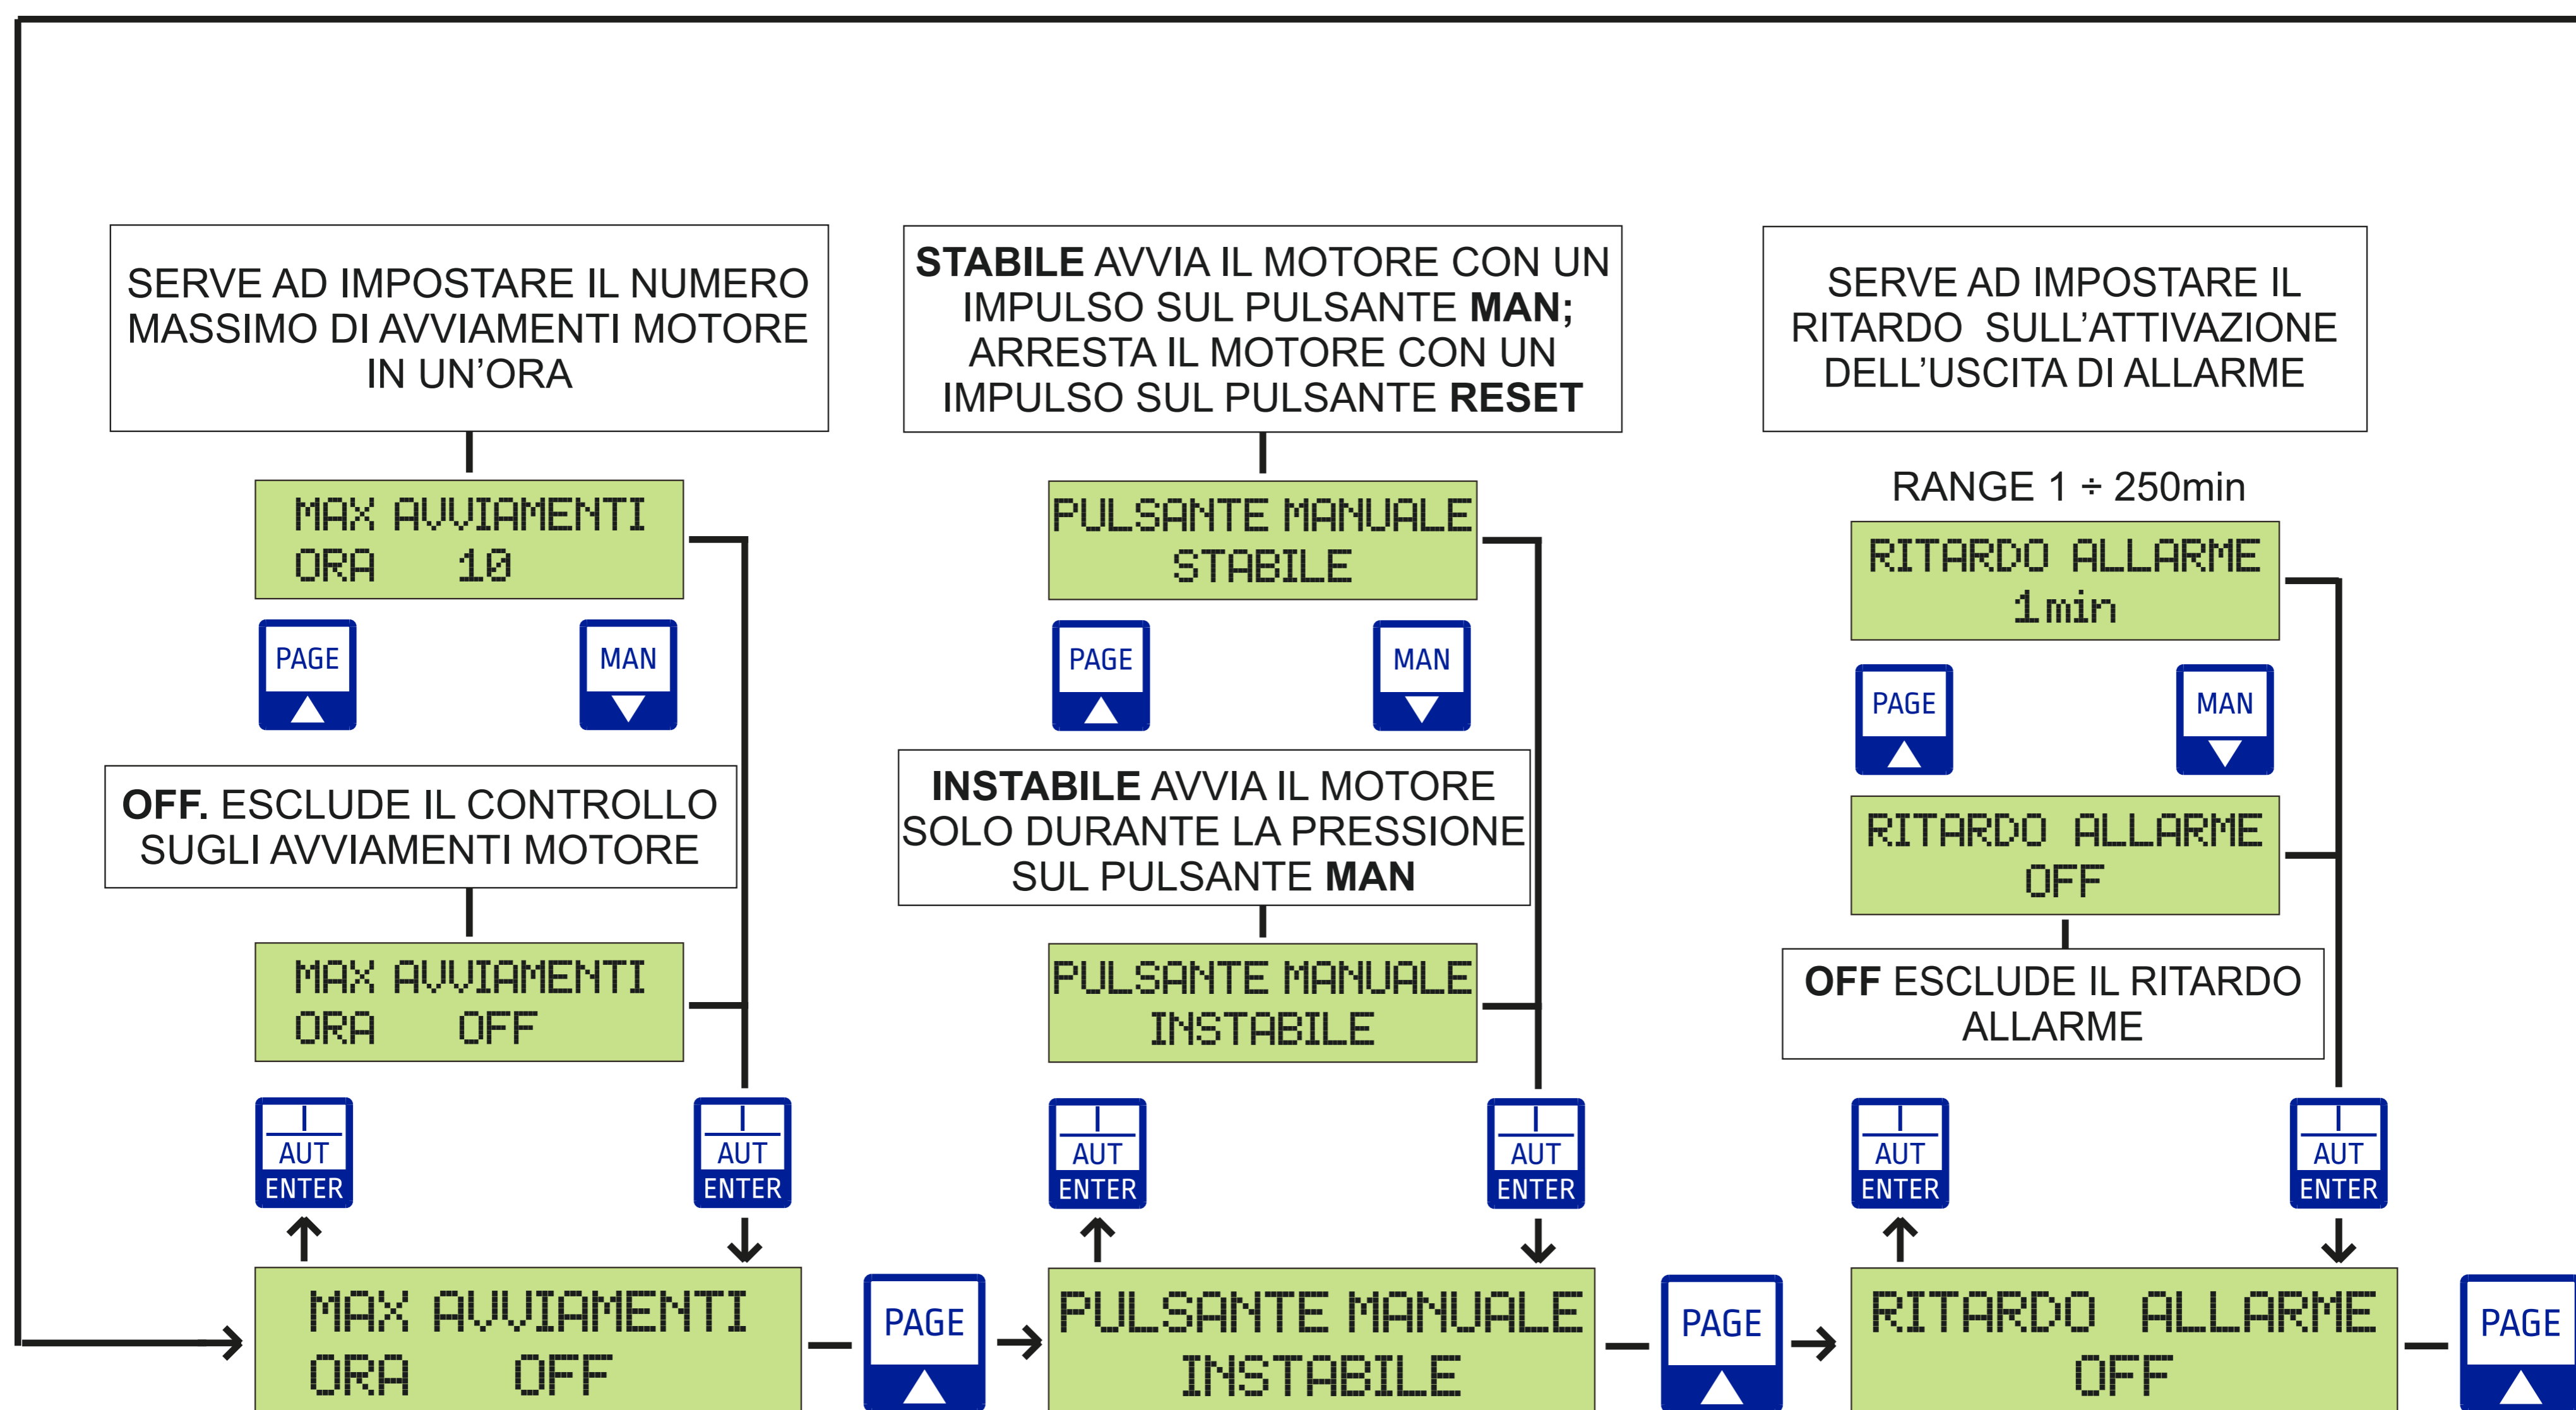 SERVE AD IMPOSTARE IL NUMERO
MASSIMO DI AVVIAMENTI MOTORE
IN UN'ORA
MAX AVVIAMENTI
ORA 10
PAGE
MAN
OFF. ESCLUDE IL CONTROLLO
SUGLI AVVIAMENTI MOTORE
MAX AVVIAMENTI
ORA OFF
AUT
ENTER
AUT
ENTER
MAX AVVIAMENTI
ORA OFF
PAGE
STABILE AVVIA IL MOTORE CON UN
IMPULSO SUL PULSANTE MAN;
ARRESTA IL MOTORE CON UN
IMPULSO SUL PULSANTE RESET
PULSANTE MANUALE
STABILE
PAGE
MAN
INSTABILE AVVIA IL MOTORE
SOLO DURANTE LA PRESSIONE
SUL PULSANTE MAN
PULSANTE MANUALE
INSTABILE
AUT
ENTER
AUT
ENTER
PULSANTE MANUALE
INSTABILE
PAGE
SERVE AD IMPOSTARE IL
RITARDO SULL'ATTIVAZIONE
DELL'USCITA DI ALLARME
RANGE 1 ÷ 250min
RITARDO ALLARME
1min
PAGE
MAN
RITARDO ALLARME
OFF
OFF ESCLUDE IL RITARDO
ALLARME
AUT
ENTER
AUT
ENTER
RITARDO ALLARME
OFF
PAGE